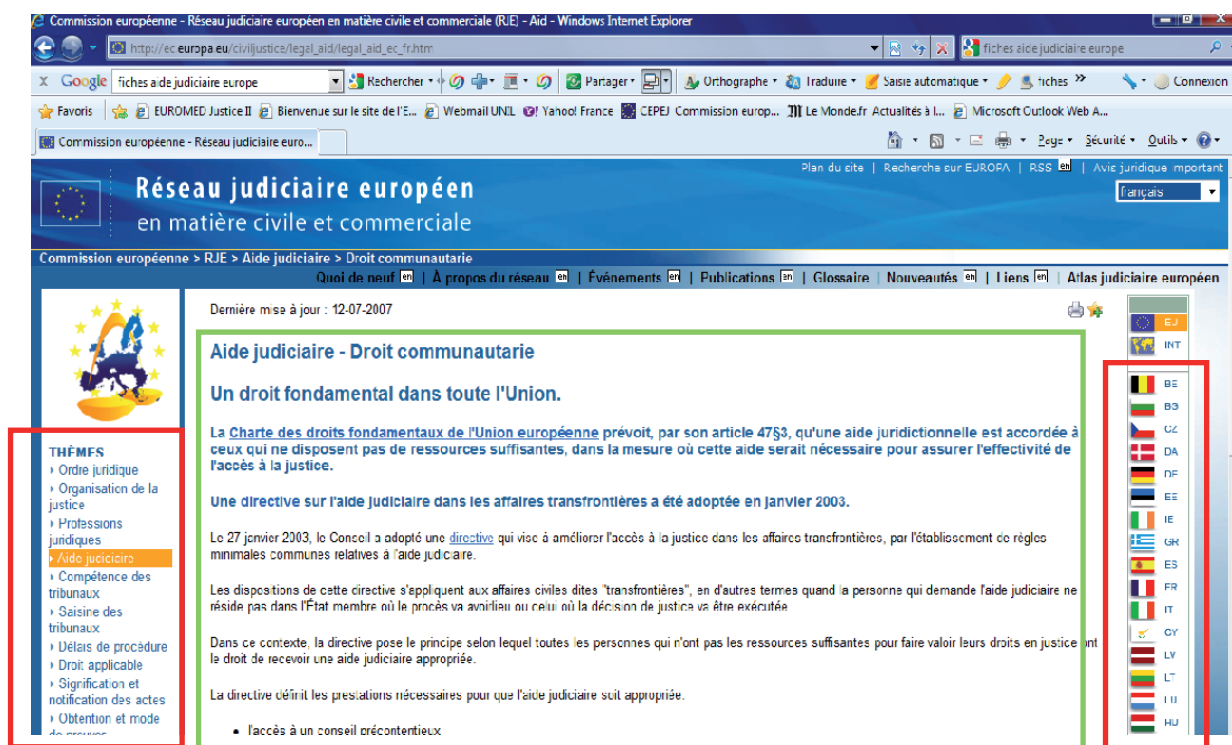 Commission européenne - Réseau judiciaire européen en matière civile et commerciale (RJE) - Aid - Windows Internet Explorer
http://ec.europa.eu/civiljustice/legal_aid/legal_aid_ec_fr.htm
fiches aide judiciaire europe
X Google fiches aide judiciaire europe Rechercher Partager Orthographe Traduire Saisie automatique fiches » Connexion
Favoris EUROMED Justice II Bienvenue sur le site de l'E... Webmail UNIL Yahoo! France CEPEJ Commission europ... Le Monde.fr Actualités à l... Microsoft Outlook Web A...
Commission européenne - Réseau judiciaire euro... Page Sécurité Outils
Plan du site | Recherche sur EUROPA | RSS en | Avis juridique important
Réseau judiciaire européen
français
en matière civile et commerciale
Commission européenne > RJE > Aide judiciaire > Droit communautaire
Quoi de neuf en | À propos du réseau en | Événements en | Publications en | Glossaire | Nouveautés en | Liens en | Atlas judiciaire européen
Dernière mise à jour : 12-07-2007
Aide judiciaire - Droit communautarie
Un droit fondamental dans toute l'Union.
La Charte des droits fondamentaux de l'Union européenne prévoit, par son article 47§3, qu'une aide juridictionnelle est accordée à
ceux qui ne disposent pas de ressources suffisantes, dans la mesure où cette aide serait nécessaire pour assurer l'effectivité de
l'accès à la justice.
Une directive sur l'aide judiciaire dans les affaires transfrontières a été adoptée en janvier 2003.
Le 27 janvier 2003, le Conseil a adopté une directive qui vise à améliorer l'accès à la justice dans les affaires transfrontières, par l'établissement de règles
minimales communes relatives à l'aide judiciaire.
Les dispositions de cette directive s'appliquent aux affaires civiles dites "transfrontières", en d'autres termes quand la personne qui demande l'aide judiciaire ne
réside pas dans l'État membre où le procès va avoir lieu ou celui où la décision de justice va être exécutée
Dans ce contexte, la directive pose le principe selon lequel toutes les personnes qui n'ont pas les ressources suffisantes pour faire valoir leurs droits en justice ont
le droit de recevoir une aide judiciaire appropriée.
La directive définit les prestations nécessaires pour que l'aide judiciaire soit appropriée.
• l'accès à un conseil précontentieux
THÈMES
Ordre juridique
Organisation de la
justice
Professions
juridiques
Aide judiciaire
Compétence des
tribunaux
Saisine des
tribunaux
Délais de procédure
Droit applicable
Signification et
notification des actes
Obtention et mode
de preuves
EJ
INT
BE
BG
CZ
DA
DE
EE
IE
GR
ES
FR
IT
CY
LV
LT
LU
HU